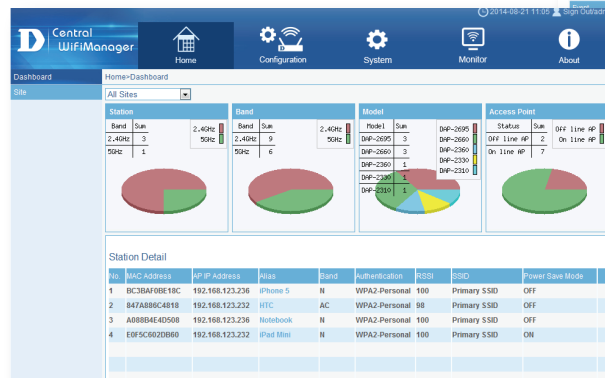 Event
2014-08-21 11:05 Sign Out/adm
D Central
WiFiManager
Home
Configuration
System
Monitor
About
Dashboard
Home>Dashboard
Site
All Sites
Station
Band
Model
Access Point
Band Sum
2.4GHz 3
5GHz 1
2.4GHz
5GHz
Band Sum
2.4GHz 9
5GHz 6
2.4GHz
5GHz
Model Sum
DAP-2695
DAP-2660 3
DAP-2360 1
DAP-2330 1
DAP-2310 1
DAP-2695
DAP-2660
DAP-2360
DAP-2330
DAP-2310
Status Sum
Off line AP 2
On line AP 7
Off line AP
On line AP
Station Detail
No. MAC Address AP IP Address Alias Band Authentication RSSI SSID Power Save Mode
1 BC3BAF0BE18C 192.168.123.236 iPhone 5 N WPA2-Personal 100 Primary SSID OFF
2 847A886C4818 192.168.123.232 HTC AC WPA2-Personal 98 Primary SSID OFF
3 A088B4E4D508 192.168.123.236 Notebook N WPA2-Personal 100 Primary SSID OFF
4 E0F5C602DB60 192.168.123.232 iPad Mini N WPA2-Personal 100 Primary SSID ON